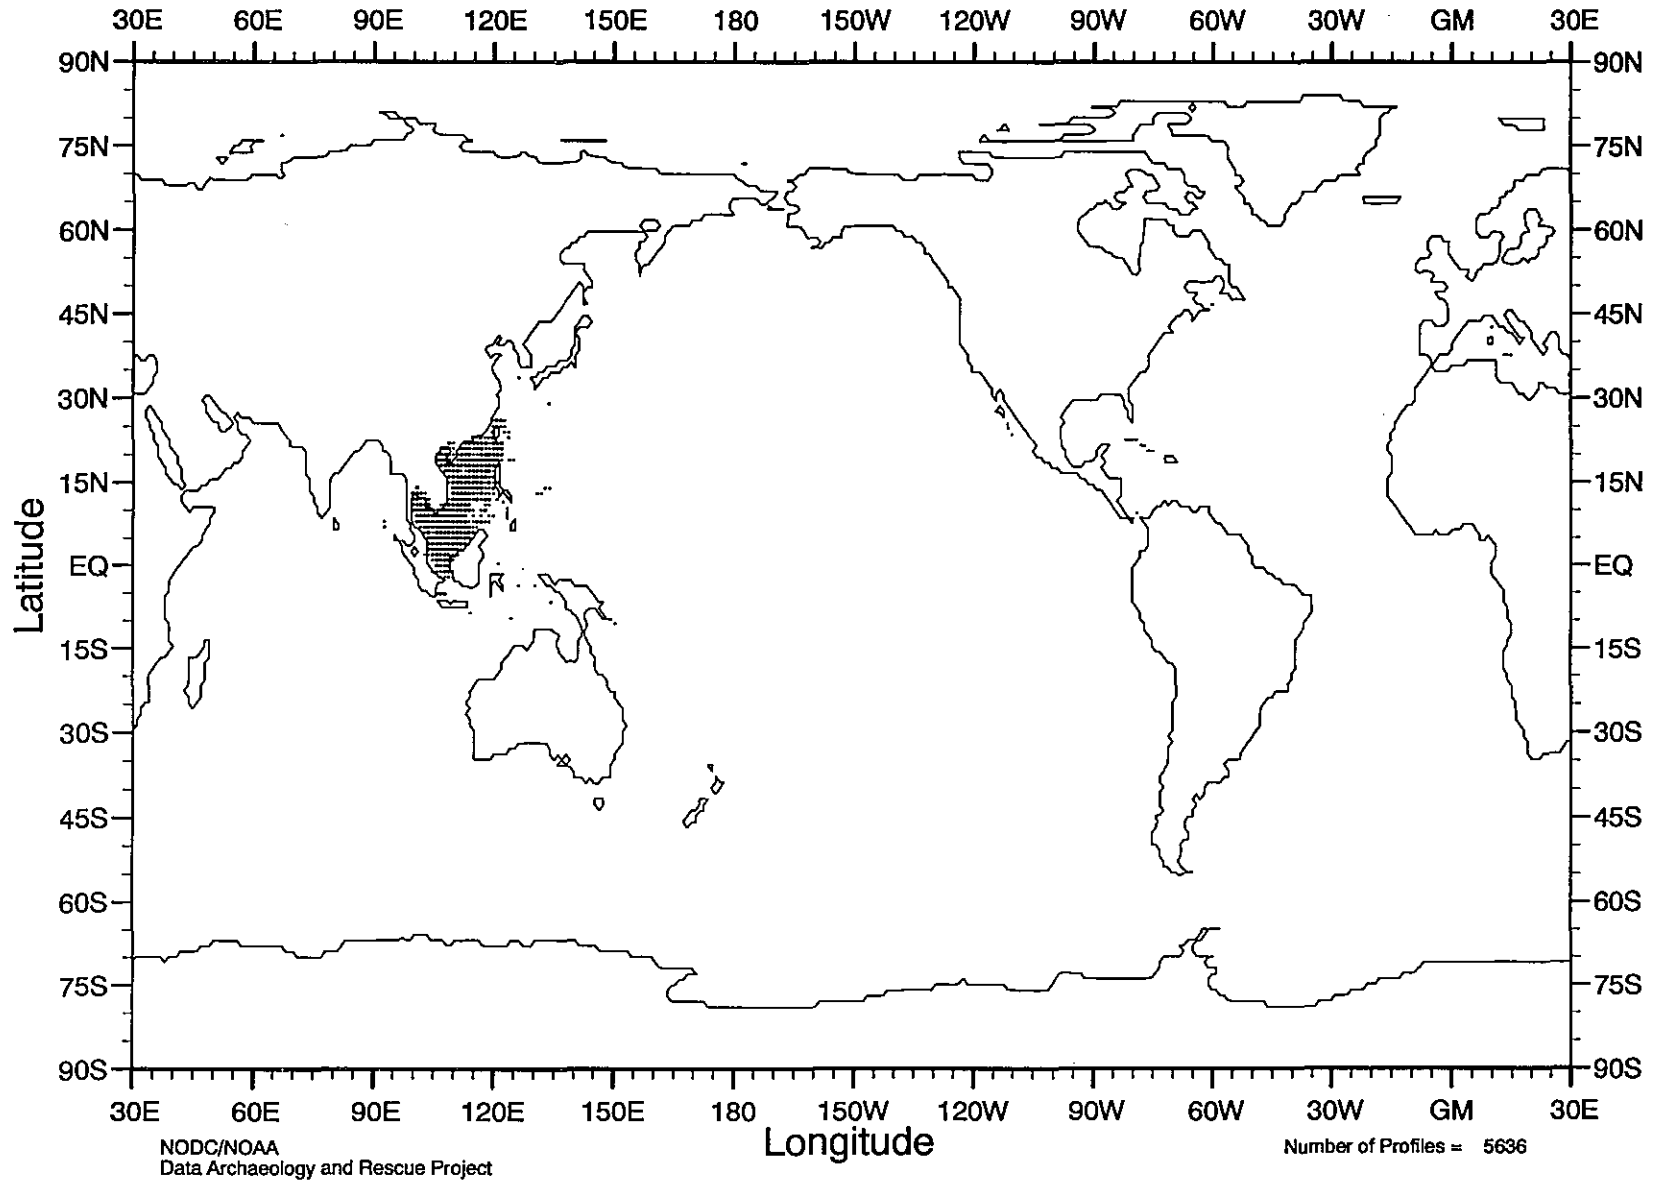 30E 60E 90E 120E 150E 180 150W 120W 90W 60W 30W GM 30E
90N 90N
75N 75N
60N 60N
45N 45N
30N 30N
15N 15N
EQ EQ
15S 15S
30S 30S
45S 45S
60S 60S
75S 75S
90S 90S
Latitude
30E 60E 90E 120E 150E 180 150W 120W 90W 60W 30W GM 30E
Longitude
NODC/NOAA
Data Archaeology and Rescue Project
Number of Profiles = 5636